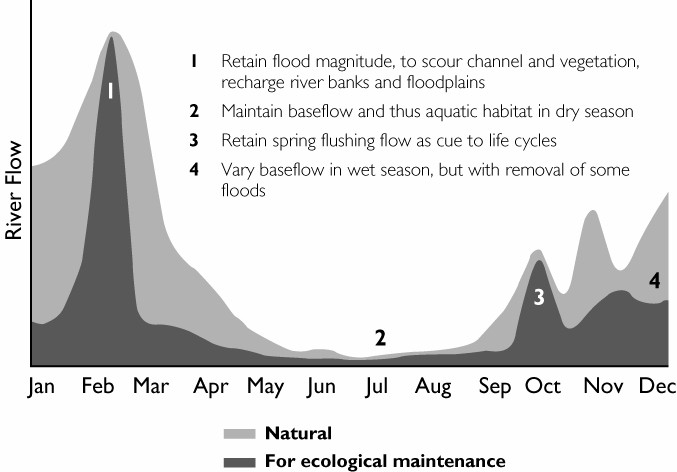 1 Retain flood magnitude, to scour channel and vegetation,
recharge river banks and floodplains
2 Maintain baseflow and thus aquatic habitat in dry season
3 Retain spring flushing flow as cue to life cycles
4 Vary baseflow in wet season, but with removal of some
floods
River Flow
1
2
3
4
Jan Feb Mar Apr May Jun Jul Aug Sep Oct Nov Dec
Natural
For ecological maintenance